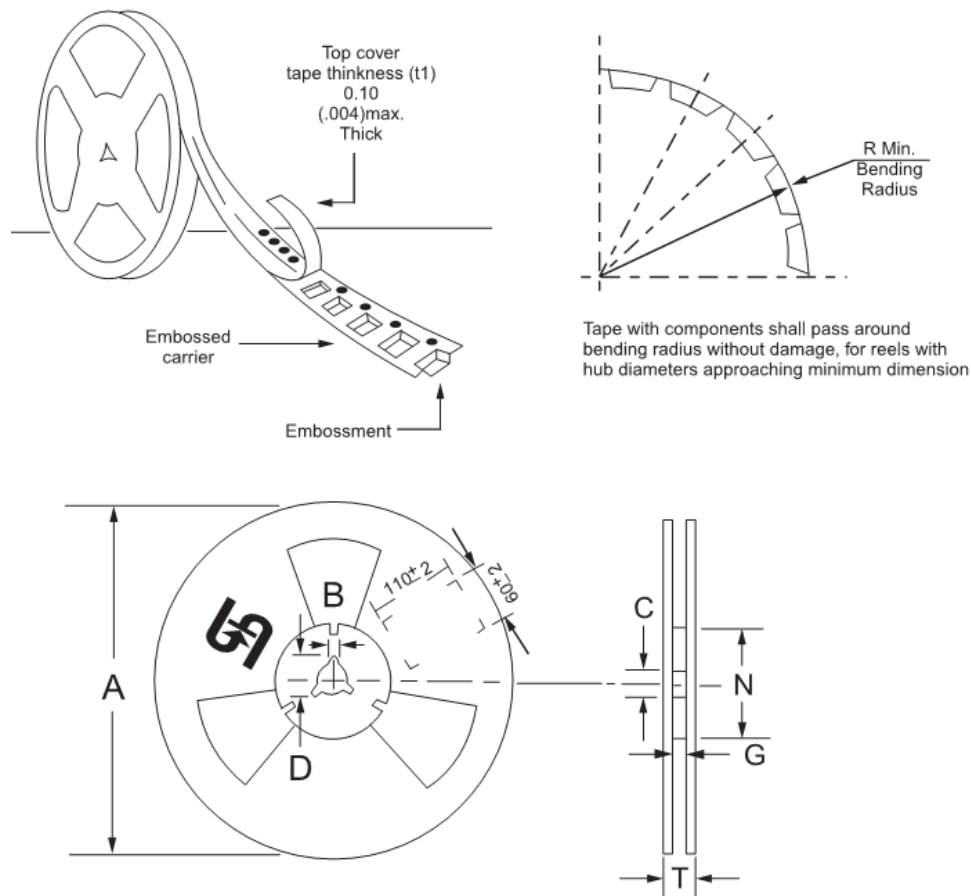 Top cover
tape thinkness (t1)
0.10
(.004)max.
Thick
R Min.
Bending
Radius
Embossed
carrier
Embossment
Tape with components shall pass around
bending radius without damage, for reels with
hub diameters approaching minimum dimension
A
B
110±2
60±2
D
C
N
G
T